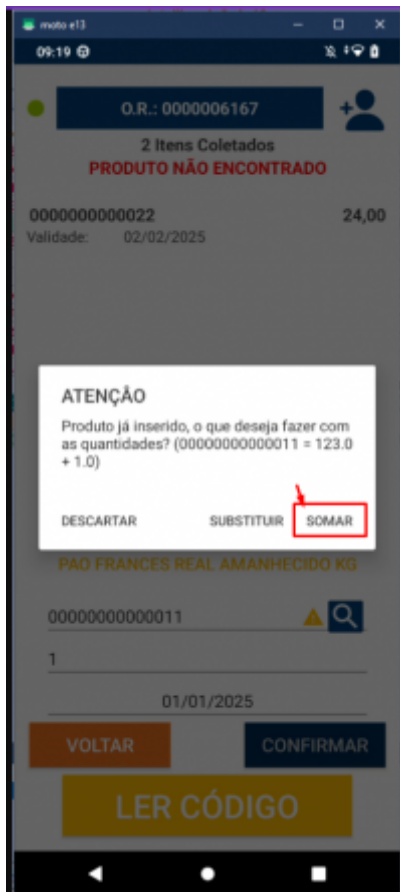 moto e13
09:19
O.R.: 0000006167
2 Itens Coletados
PRODUTO NÃO ENCONTRADO
0000000000022 24,00
Validade: 02/02/2025
ATENÇÃO
Produto já inserido, o que deseja fazer com
as quantidades? (00000000000011 = 123.0
+ 1.0)
DESCARTAR SUBSTITUIR SOMAR
PAO FRANCES REAL AMANHECIDO KG
00000000000011
1
01/01/2025
VOLTAR CONFIRMAR
LER CÓDIGO